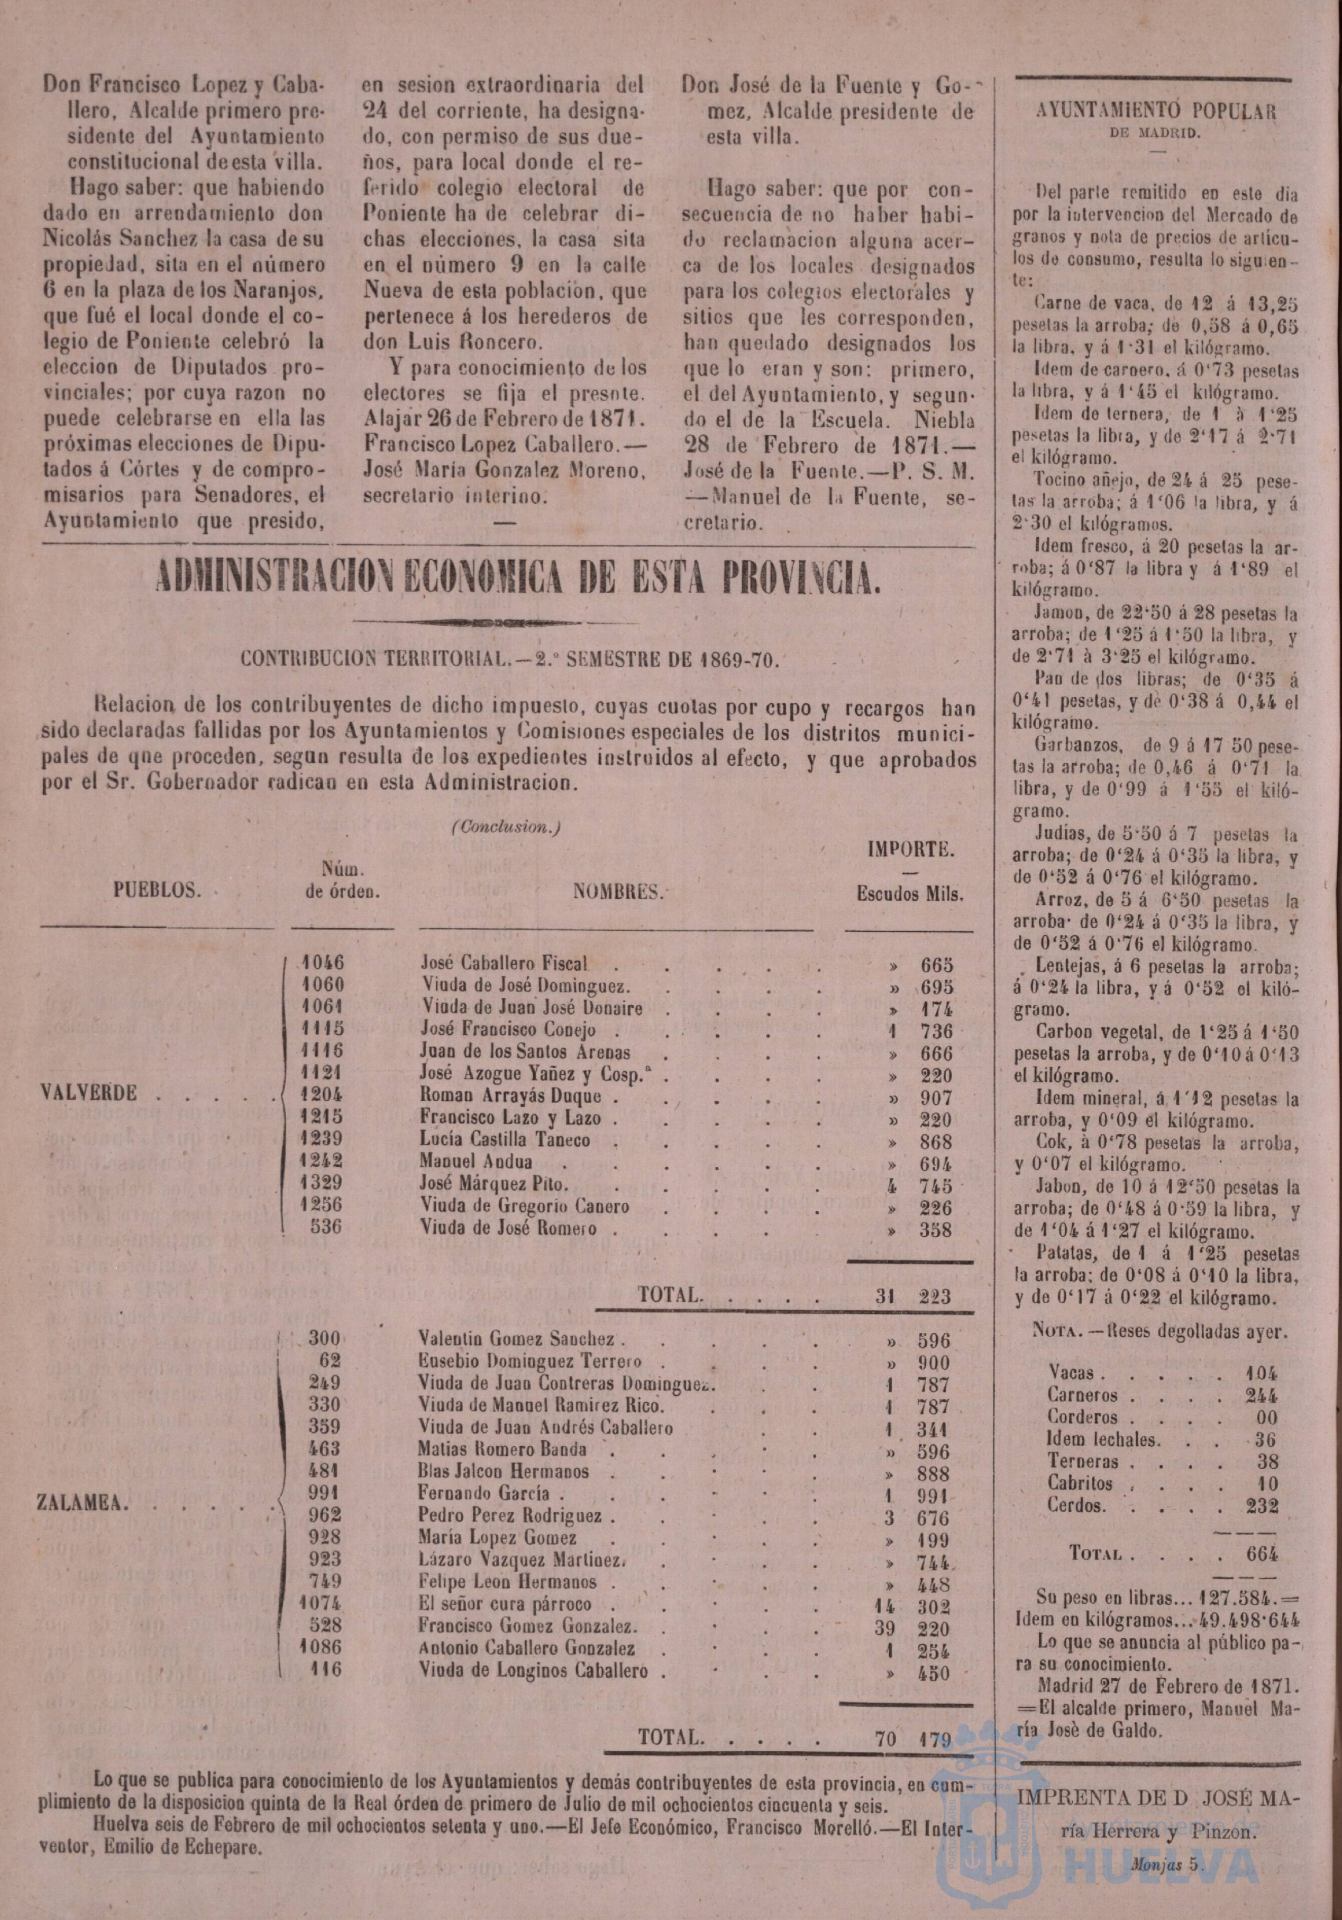 Don Francisco Lopez y Caba-
llero, Alcalde primero pre-
sidente del Ayuntamiento
constitucional de esta villa.
Hago saber: que habiendo
dado en arrendamiento don
Nicolás Sanchez la casa de su
propiedad, sita en el número
6 en la plaza de los Naranjos,
que fué el local donde el co-
legio de Poniente celebró la
eleccion de Diputados pro-
vinciales; por cuya razon no
puede celebrarse en ella las
próximas elecciones de Dipu-
tados á Córtes y de compro-
misarios para Senadores, el
Ayuntamiento que presido,
en sesion extraordinaria del
24 del corriente, ha designa-
do, con permiso de sus due-
ños, para local donde el re-
ferido colegio electoral de
Poniente ha de celebrar di-
chas elecciones, la casa sita
en el número 9 en la calle
Nueva de esta poblacion, que
pertenece á los herederos de
don Luis Roncero.
Y para conocimiento de los
electores se fija el presnte.
Alajar 26 de Febrero de 1871.
Francisco Lopez Caballero.—
José María Gonzalez Moreno,
secretario interino.
Don José de la Fuente y Go-
mez, Alcalde presidente de
esta villa.
Hago saber: que por con-
secuencia de no haber habi-
do reclamacion alguna acer-
ca de los locales designados
para los colegios electorales y
sitios que les corresponden,
han quedado designados los
que lo eran y son: primero,
el del Ayuntamiento, y segun-
do el de la Escuela. Niebla
28 de Febrero de 1871.—
José de la Fuente.—P. S. M.
—Manuel de la Fuente, se-
cretario.
ADMINISTRACION ECONOMICA DE ESTA PROVINCIA.
CONTRIBUCION TERRITORIAL.—2.º SEMESTRE DE 1869-70.
Relacion de los contribuyentes de dicho impuesto, cuyas cuotas por cupo y recargos han
sido declaradas fallidas por los Ayuntamientos y Comisiones especiales de los distritos munici-
pales de que proceden, segun resulta de los expedientes instruidos al efecto, y que aprobados
por el Sr. Gobernador radican en esta Administracion.
(Conclusion.)
PUEBLOS. Núm. de órden. NOMBRES. IMPORTE. Escudos Mils.
VALVERDE . . . . .
1046 José Caballero Fiscal . . . . . » 665
1060 Viuda de José Dominguez. . . . . » 695
1061 Viuda de Juan José Donaire . . . . » 174
1115 José Francisco Conejo . . . . . 1 736
1116 Juan de los Santos Arenas . . . . » 666
1121 José Azogue Yañez y Cosp.ª . . . . » 220
1204 Roman Arrayás Duque . . . . . » 907
1215 Francisco Lazo y Lazo . . . . . » 220
1239 Lucía Castilla Taneco . . . . . » 868
1242 Manuel Andua . . . . . . » 694
1329 José Márquez Pito. . . . . . 4 745
1256 Viuda de Gregorio Canero . . . . » 226
536 Viuda de José Romero . . . . . » 358
TOTAL. . . . . 31 223
ZALAMEA. . . . . .
300 Valentin Gomez Sanchez . . . . . » 596
62 Eusebio Dominguez Terrero . . . . » 900
249 Viuda de Juan Contreras Dominguez. . . . 1 787
330 Viuda de Manuel Ramirez Rico. . . . . 1 787
359 Viuda de Juan Andrés Caballero . . . 1 341
463 Matias Romero Banda . . . . . » 596
481 Blas Jalcon Hermanos . . . . . » 888
991 Fernando García . . . . . . 1 991
962 Pedro Perez Rodriguez . . . . . 3 676
928 María Lopez Gomez . . . . » 199
923 Lázaro Vazquez Martinez. . . . . » 744
749 Felipe Leon Hermanos . . . . . » 448
1074 El señor cura párroco . . . . . 14 302
528 Francisco Gomez Gonzalez. . . . . 39 220
1086 Antonio Caballero Gonzalez . . . . 1 254
116 Viuda de Longinos Caballero . . . . » 450
TOTAL. . . . . 70 179
Lo que se publica para conocimiento de los Ayuntamientos y demás contribuyentes de esta provincia, en cum-
plimiento de la disposicion quinta de la Real órden de primero de Julio de mil ochocientos cincuenta y seis.
Huelva seis de Febrero de mil ochocientos setenta y uno.—El Jefe Económico, Francisco Morelló.—El Inter-
ventor, Emilio de Echepare.
AYUNTAMIENTO POPULAR
DE MADRID.
Del parte remitido en este dia
por la intervencion del Mercado de
granos y nota de precios de artícu-
los de consumo, resulta lo siguien-
te:
Carne de vaca, de 12 á 13,25
pesetas la arroba; de 0,58 á 0,65
la libra, y á 1'31 el kilógramo.
Idem de carnero, á 0'73 pesetas
la libra, y á 1'45 el kilógramo.
Idem de ternera, de 1 à 1'25
pesetas la libra, y de 2'17 á 2'71
el kilógramo.
Tocino añejo, de 24 á 25 pese-
tas la arroba; á 1'06 la libra, y á
2'30 el kilógramos.
Idem fresco, á 20 pesetas la ar-
roba; á 0'87 la libra y á 1'89 el
kilógramo.
Jamon, de 22'50 á 28 pesetas la
arroba; de 1'25 á 1'50 la libra, y
de 2'71 à 3'25 el kilógramo.
Pan de dos libras; de 0'35 á
0'41 pesetas, y de 0'38 á 0,44 el
kilógramo.
Garbanzos, de 9 á 17 50 pese-
tas la arroba; de 0,46 á 0'71 la
libra, y de 0'99 á 1'55 el kiló-
gramo.
Judías, de 5'50 á 7 pesetas la
arroba; de 0'24 á 0'35 la libra, y
de 0'52 á 0'76 el kilógramo.
Arroz, de 5 á 6'50 pesetas la
arroba· de 0'24 á 0'35 la libra, y
de 0'52 á 0'76 el kilógramo.
Lentejas, á 6 pesetas la arroba;
á 0'24 la libra, y á 0'52 el kiló-
gramo.
Carbon vegetal, de 1'25 á 1'50
pesetas la arroba, y de 0'10 á 0'13
el kilógramo.
Idem mineral, á 1'12 pesetas la
arroba, y 0'09 el kilógramo.
Cok, à 0'78 pesetas la arroba,
y 0'07 el kilógramo.
Jabon, de 10 á 12'50 pesetas la
arroba; de 0'48 á 0'59 la libra, y
de 1'04 á 1'27 el kilógramo.
Patatas, de 1 á 1'25 pesetas
la arroba; de 0'08 á 0'10 la libra,
y de 0'17 á 0'22 el kilógramo.
NOTA.—Reses degolladas ayer.
Vacas . . . . . . 104
Carneros . . . . 244
Corderos . . . . 00
Idem lechales. . . 36
Terneras . . . . 38
Cabritos . . . . 10
Cerdos. . . . . 232
TOTAL . . . . 664
Su peso en libras... 127.584.=
Idem en kilógramos... 49.498'644
Lo que se anuncia al público pa-
ra su conocimiento.
Madrid 27 de Febrero de 1871.
=El alcalde primero, Manuel Ma-
ría Josè de Galdo.
IMPRENTA DE D JOSÉ MA-
ría Herrera y Pinzon.
Monjas 5.
HUELVA